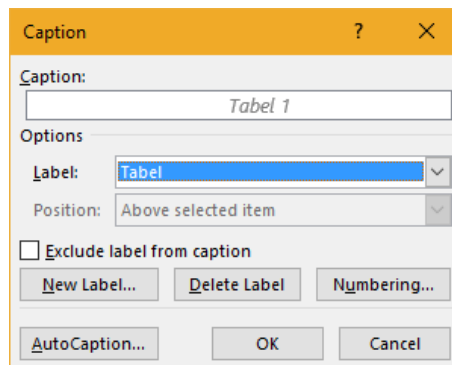 Caption ?
Caption:
Tabel 1
Options
Label: Tabel
Position: Above selected item
Exclude label from caption
New Label... Delete Label Numbering...
AutoCaption... OK Cancel